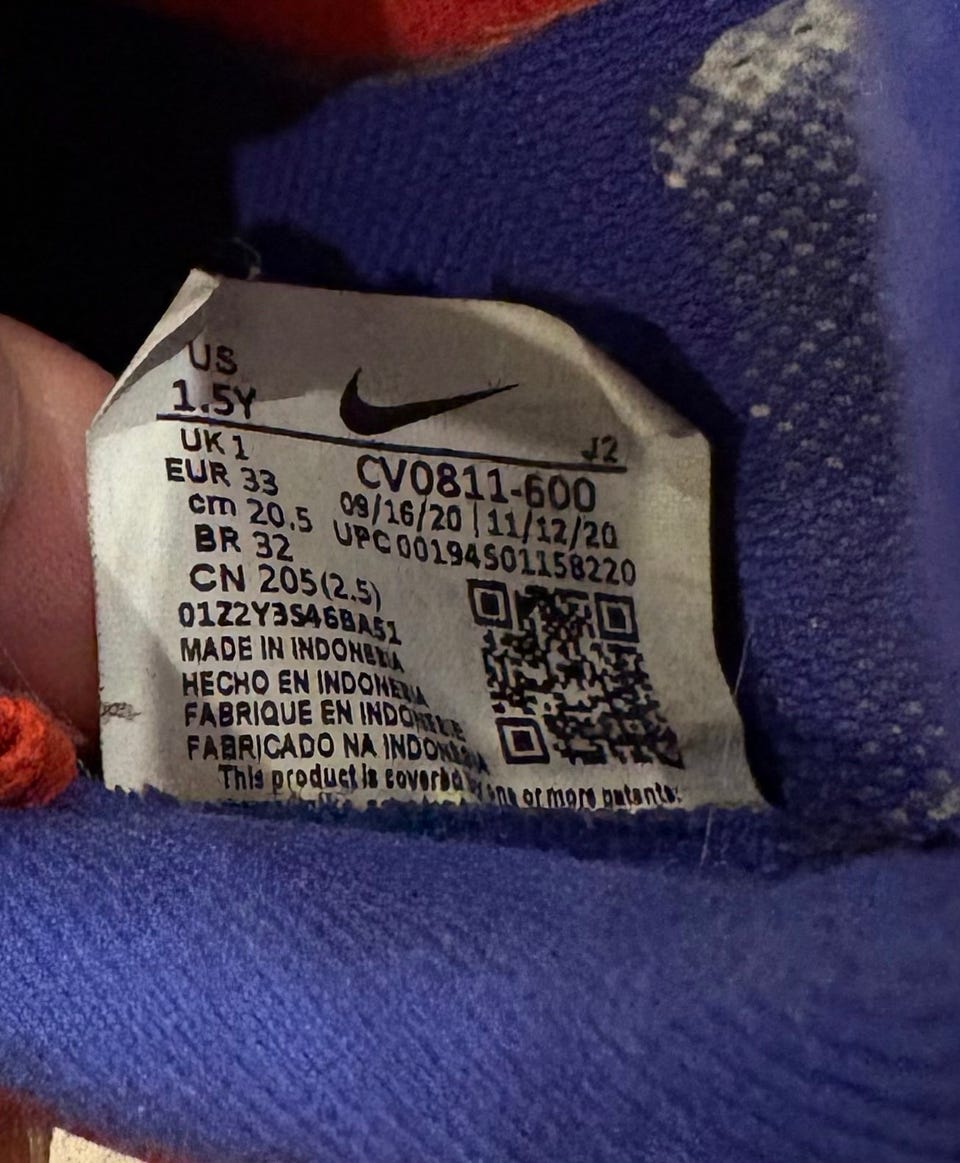 US
1.5Y
J2
UK 1
EUR 33
cm 20.5
BR 32
CN 205(2.5)
CV0811-600
09/16/20 | 11/12/20
UPC 00194501158220
01Z2Y3S46BA51
MADE IN INDONESIA
HECHO EN INDONESIA
FABRIQUE EN INDONESIE
FABRICADO NA INDONESIA
This product is covered by one or more patents.